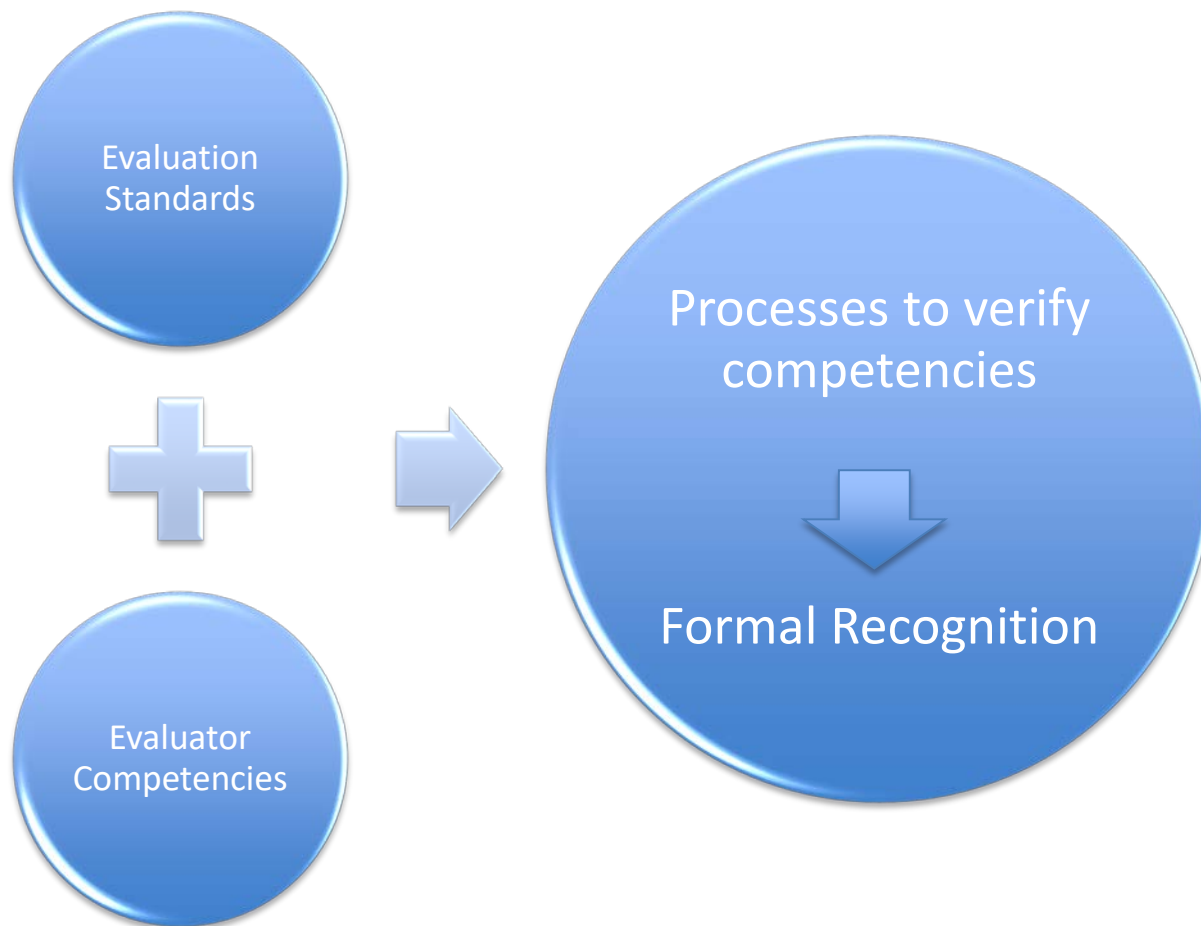 Evaluation
Standards
Evaluator
Competencies
Processes to verify
competencies
Formal Recognition